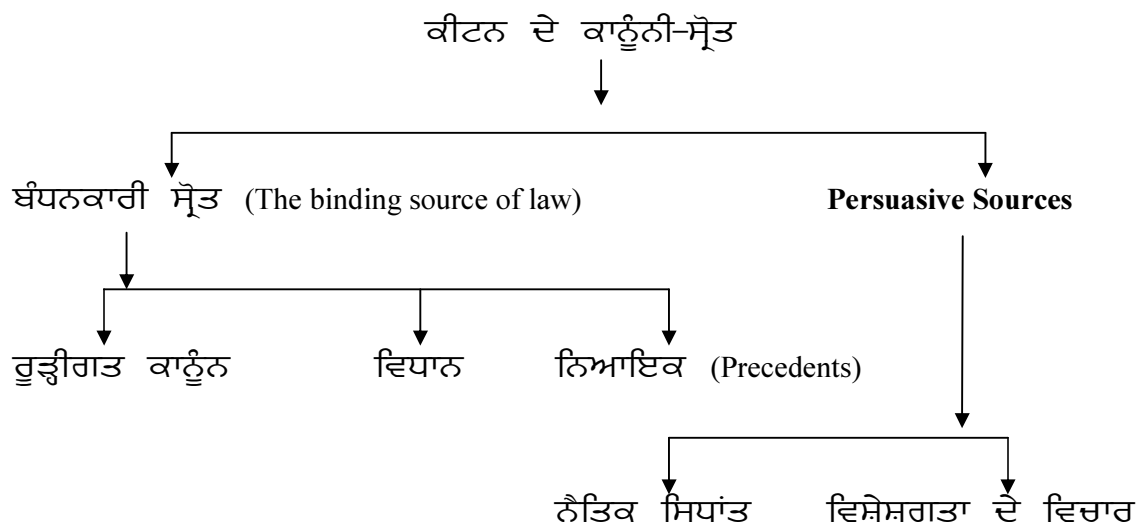 ਕੀਟਨ ਦੇ ਕਾਨੂੰਨੀ–ਸ੍ਰੋਤ
ਬੰਧਨਕਾਰੀ ਸ੍ਰੋਤ (The binding source of law) Persuasive Sources
ਰੂੜ੍ਹੀਗਤ ਕਾਨੂੰਨ ਵਿਧਾਨ ਨਿਆਇਕ (Precedents)
ਨੈਤਿਕ ਸਿਧਾਂਤ ਵਿਸ਼ੇਸ਼ਗਤਾ ਦੇ ਵਿਚਾਰ